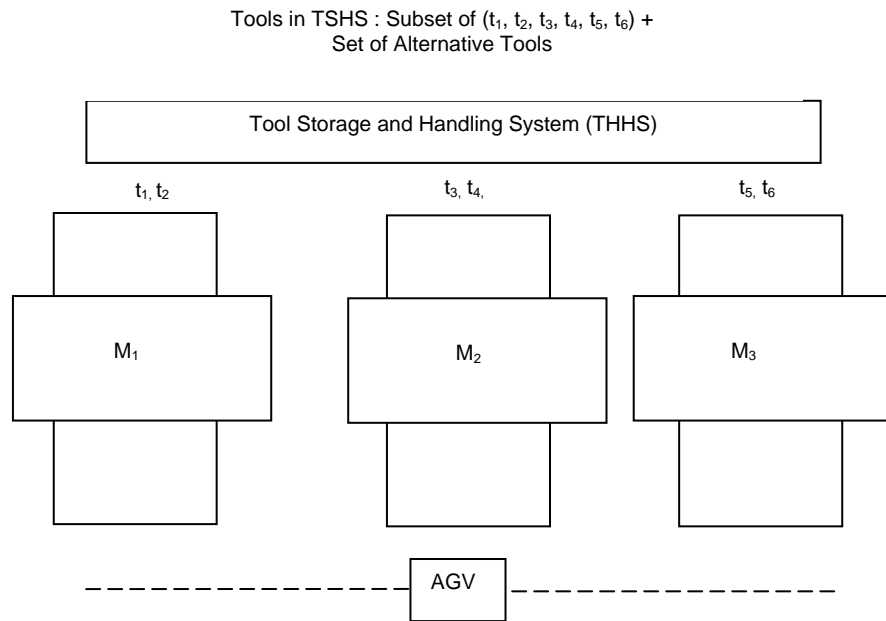 Tools in TSHS : Subset of (t₁, t₂, t₃, t₄, t₅, t₆) +
Set of Alternative Tools
Tool Storage and Handling System (THHS)
t₁, t₂ t₃, t₄, t₅, t₆
M₁ M₂ M₃
AGV